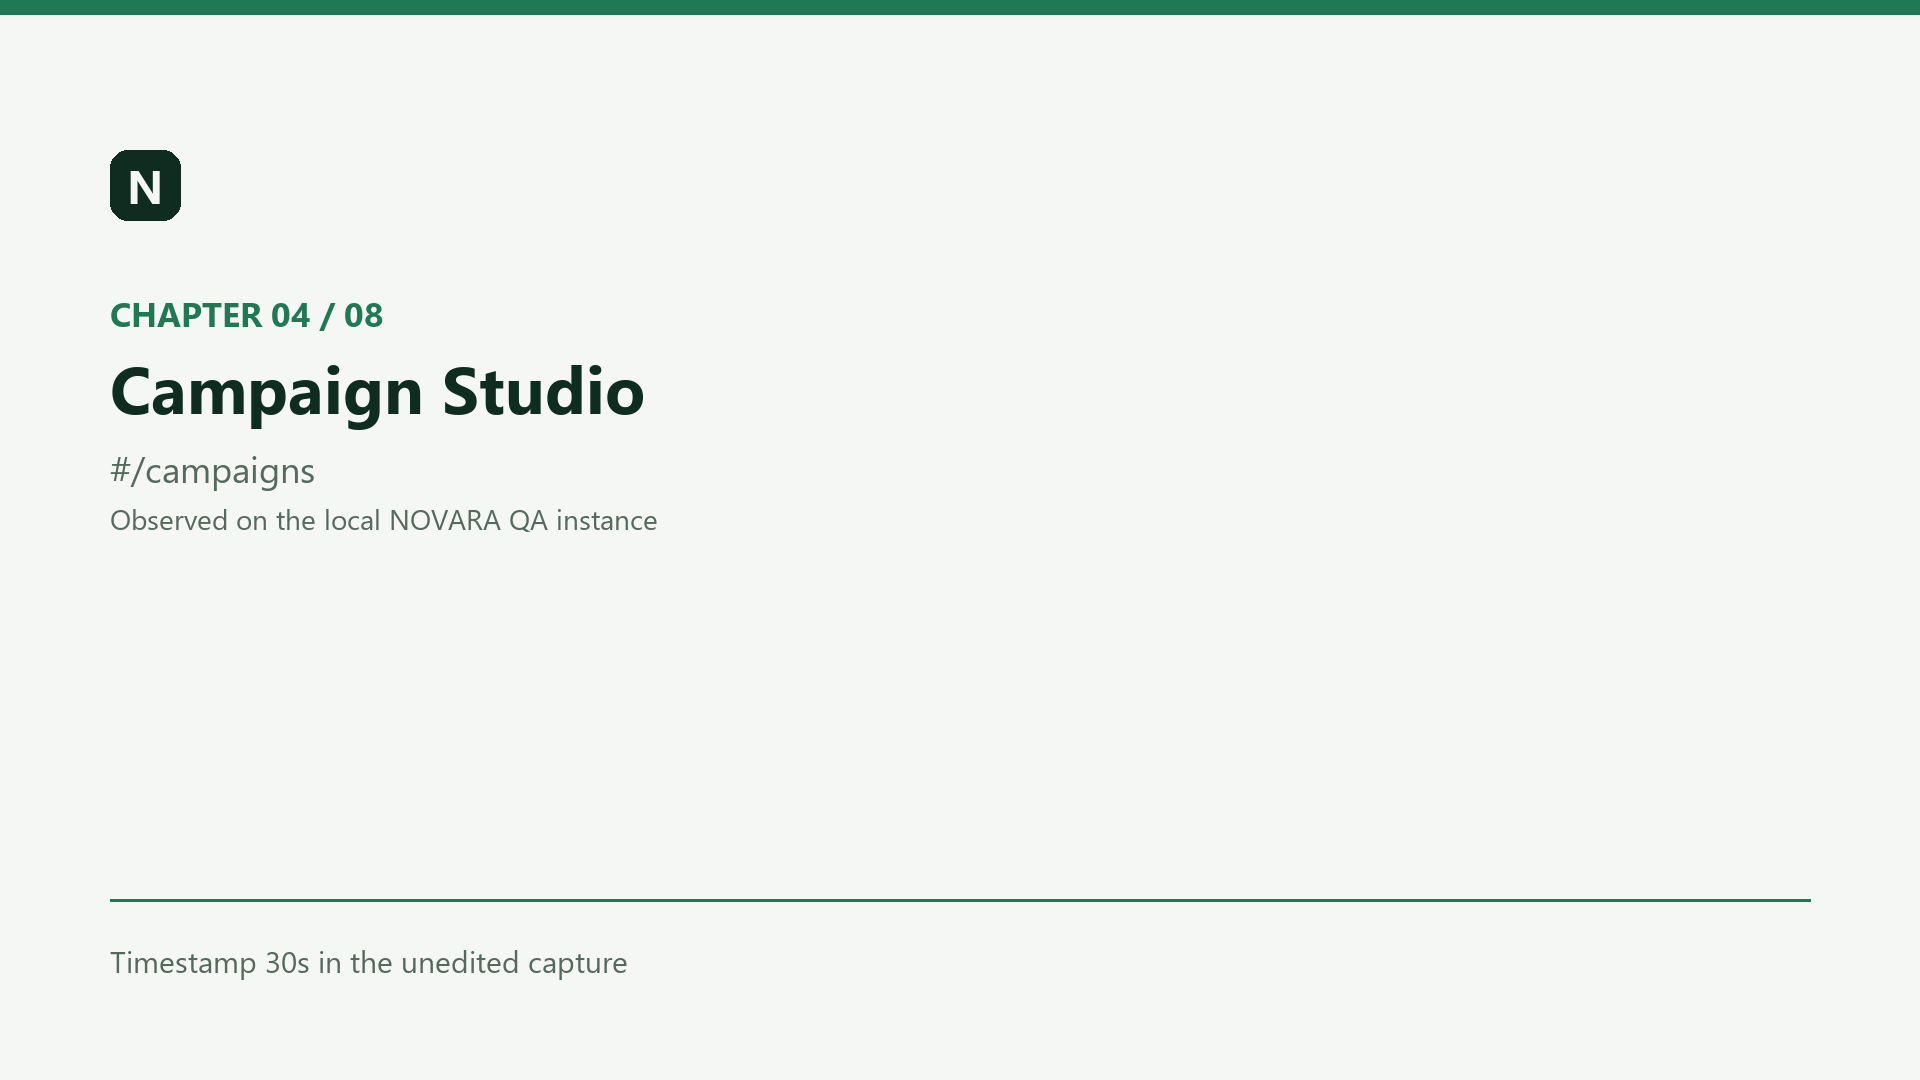 N
CHAPTER 04 / 08
Campaign Studio
#/campaigns
Observed on the local NOVARA QA instance
Timestamp 30s in the unedited capture